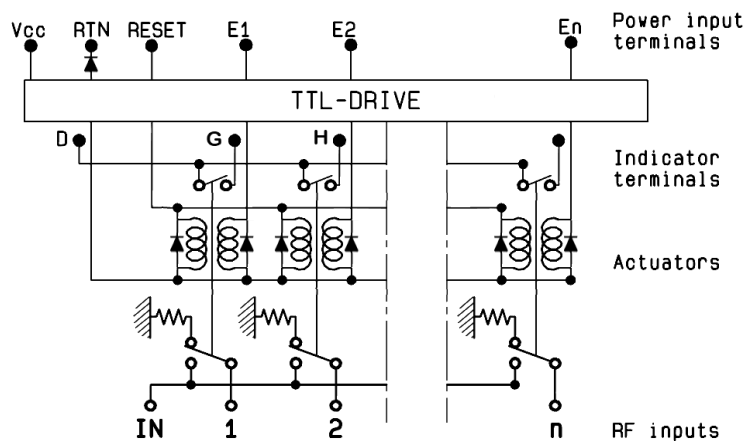 Vcc RTN RESET E1 E2 En Power input
terminals
TTL-DRIVE
D G H Indicator
terminals
Actuators
IN 1 2 n RF inputs